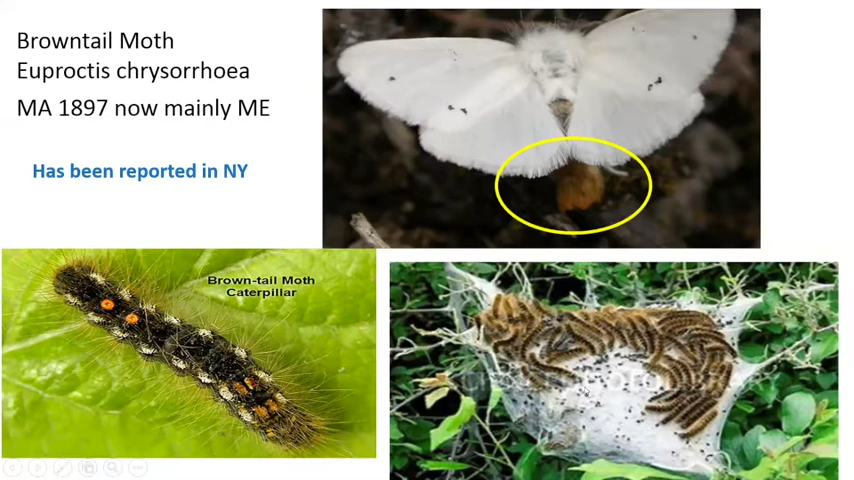 Browntail Moth
Euproctis chrysorrhoea
MA 1897 now mainly ME
Has been reported in NY
Brown-tail Moth
Caterpillar